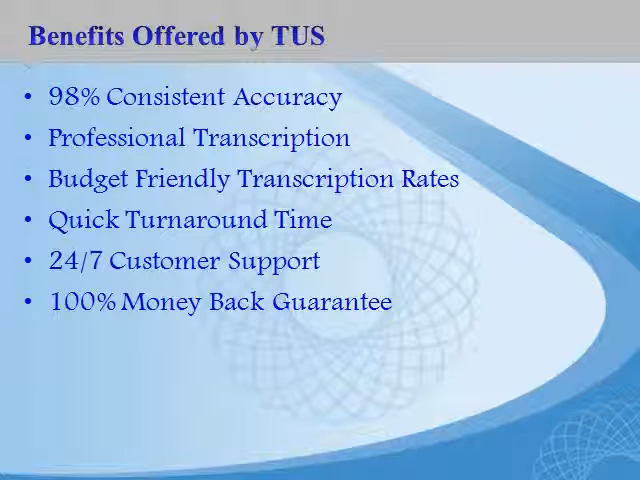 Benefits Offered by TUS
• 98% Consistent Accuracy
• Professional Transcription
• Budget Friendly Transcription Rates
• Quick Turnaround Time
• 24/7 Customer Support
• 100% Money Back Guarantee